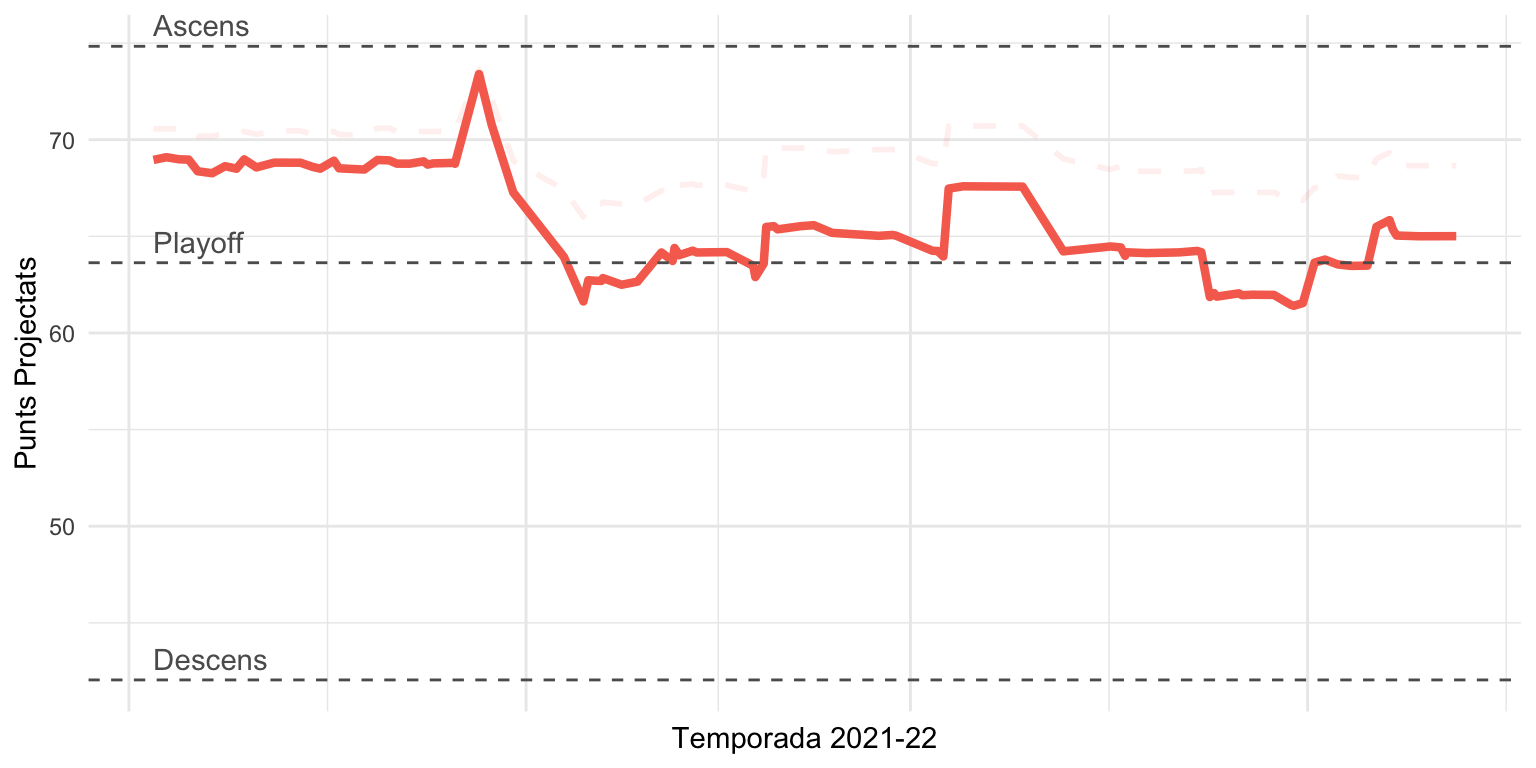 Ascens
70
Playoff
60
50
Descens
Punts Projectats
Temporada 2021-22